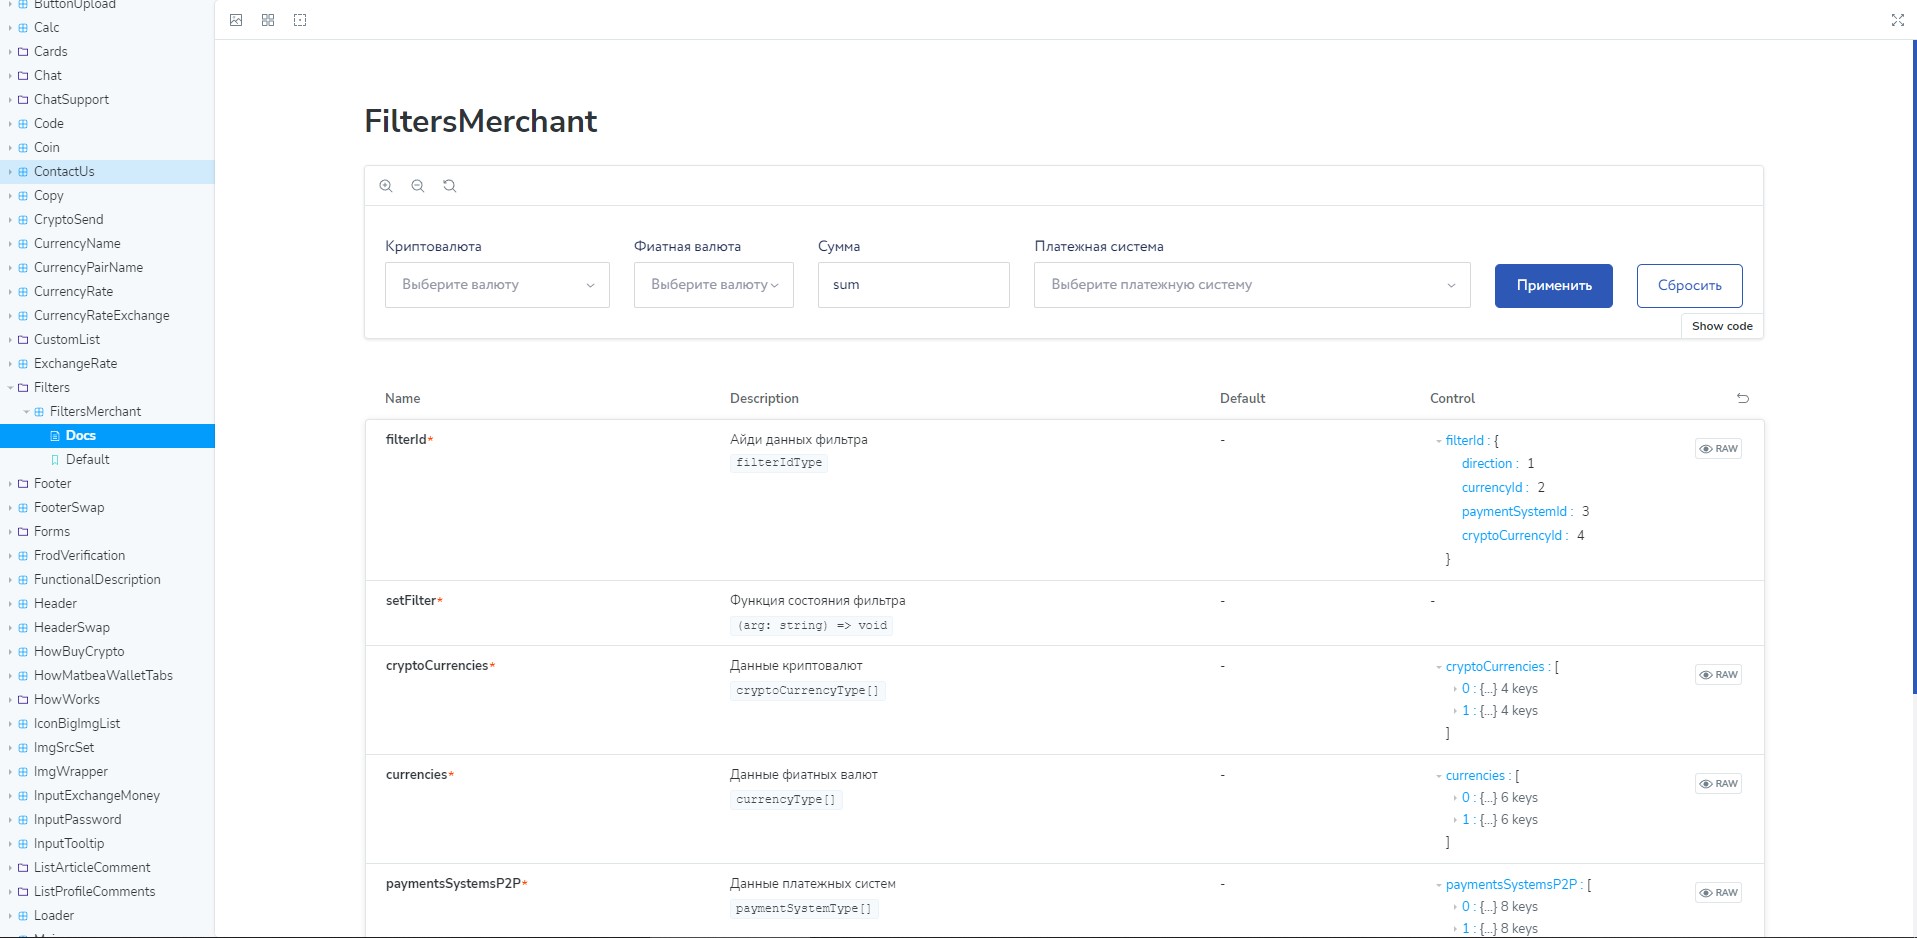 ButtonUpload
Calc
Cards
Chat
ChatSupport
Code
Coin
ContactUs
Copy
CryptoSend
CurrencyName
CurrencyPairName
CurrencyRate
CurrencyRateExchange
CustomList
ExchangeRate
Filters
FiltersMerchant
Docs
Default
Footer
FooterSwap
Forms
FrodVerification
FunctionalDescription
Header
HeaderSwap
HowBuyCrypto
HowMatbeaWalletTabs
HowWorks
IconBigImgList
ImgSrcSet
ImgWrapper
InputExchangeMoney
InputPassword
InputTooltip
ListArticleComment
ListProfileComments
Loader
FiltersMerchant
Криптовалюта Фиатная валюта Сумма Платежная система
Выберите валюту Выберите валюту sum Выберите платежную систему Применить Сбросить
Show code
Name Description Default Control
filterId* Айди данных фильтра - filterId : { RAW
filterIdType
direction : 1
currencyId : 2
paymentSystemId : 3
cryptoCurrencyId : 4
}
setFilter* Функция состояния фильтра - -
(arg: string) => void
cryptoCurrencies* Данные криптовалют - cryptoCurrencies : [ RAW
cryptoCurrencyType[] 0 : {...} 4 keys
1 : {...} 4 keys
]
currencies* Данные фиатных валют - currencies : [ RAW
currencyType[] 0 : {...} 6 keys
1 : {...} 6 keys
]
paymentsSystemsP2P* Данные платежных систем - paymentsSystemsP2P : [ RAW
paymentSystemType[] 0 : {...} 8 keys
1 : {...} 8 keys